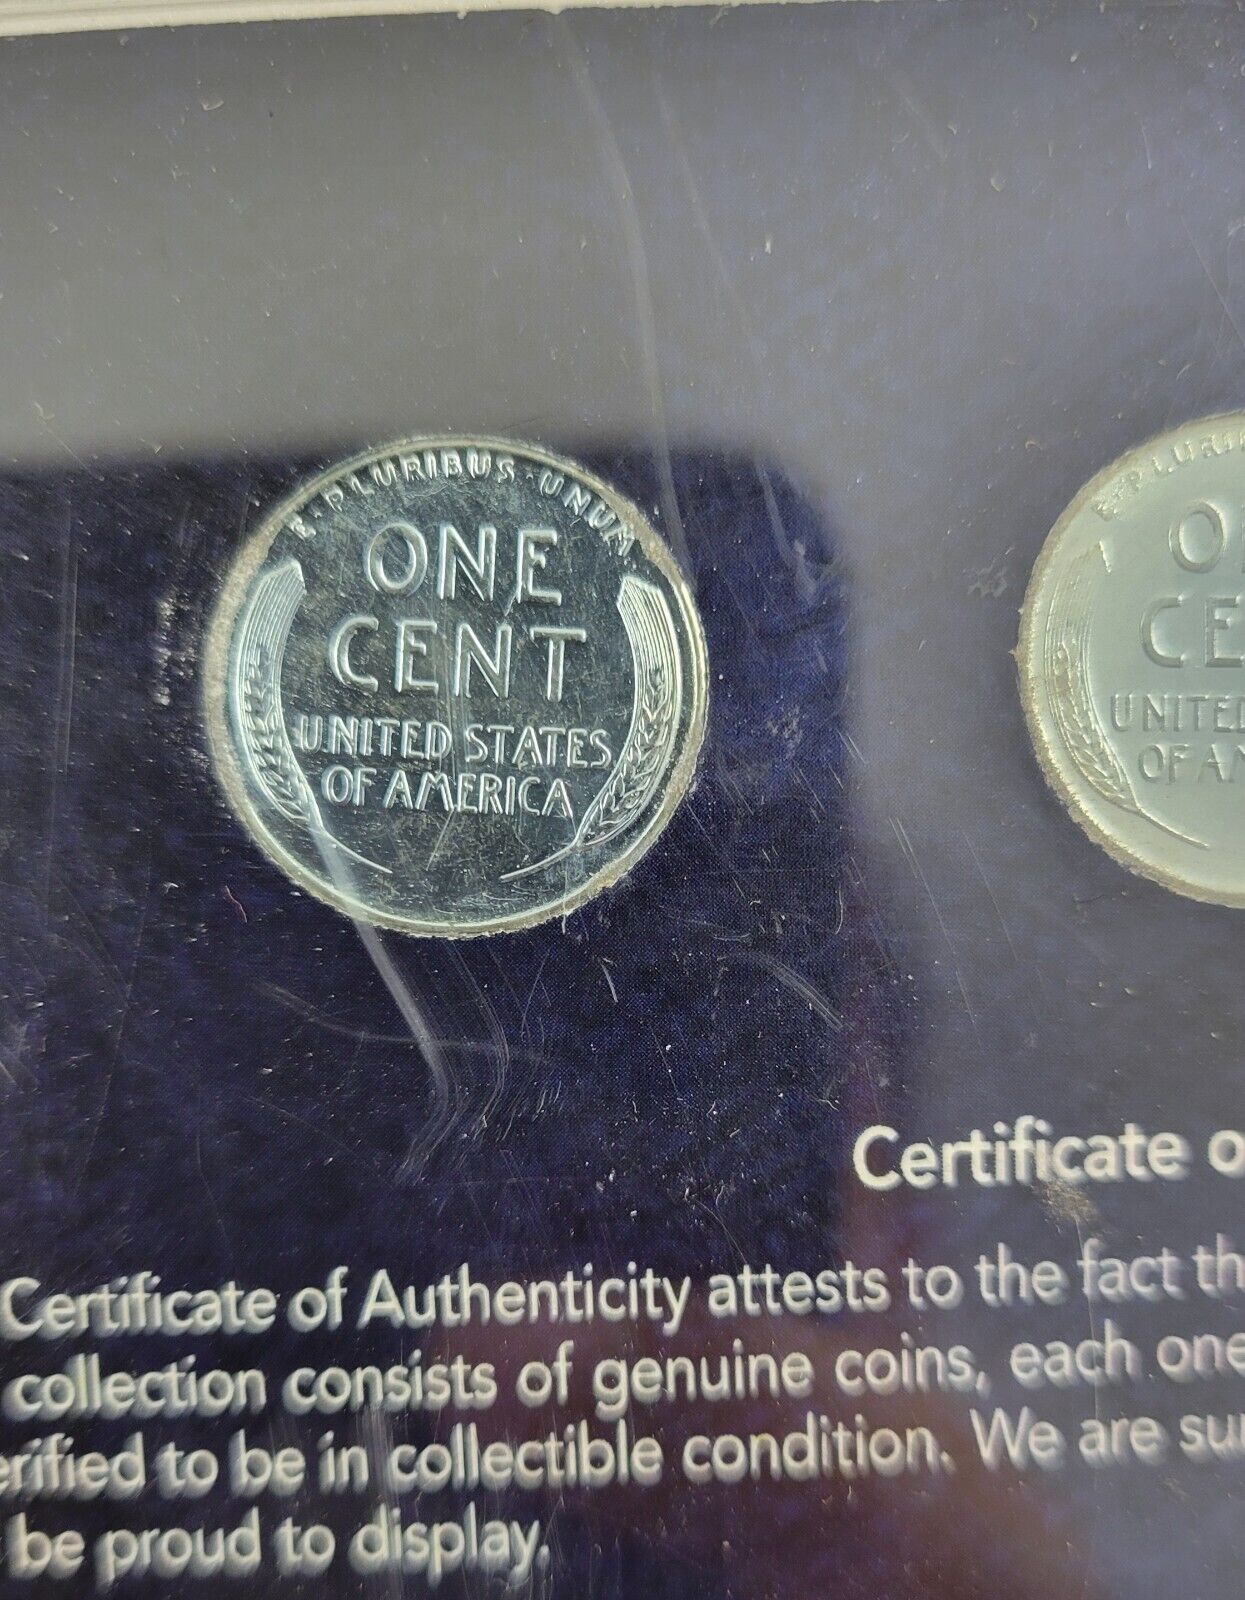 E·PLURIBUS·UNUM
ONE
CENT
UNITED STATES
OF AMERICA
E·PLURI
O
CE
UNITED
OF AM
Certificate o
Certificate of Authenticity attests to the fact th
collection consists of genuine coins, each one
erified to be in collectible condition. We are su
be proud to display.